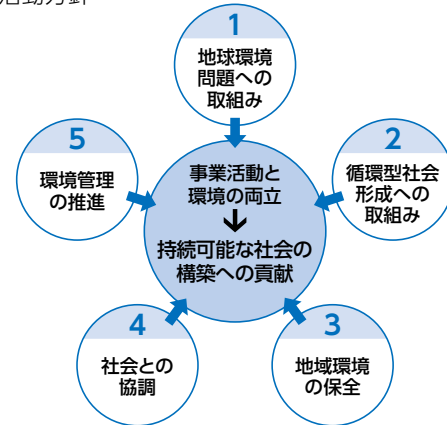 活動方針
1
地球環境
問題への
取組み
2
循環型社会
形成への
取組み
3
地域環境
の保全
4
社会との
協調
5
環境管理
の推進
事業活動と
環境の両立
持続可能な社会の
構築への貢献